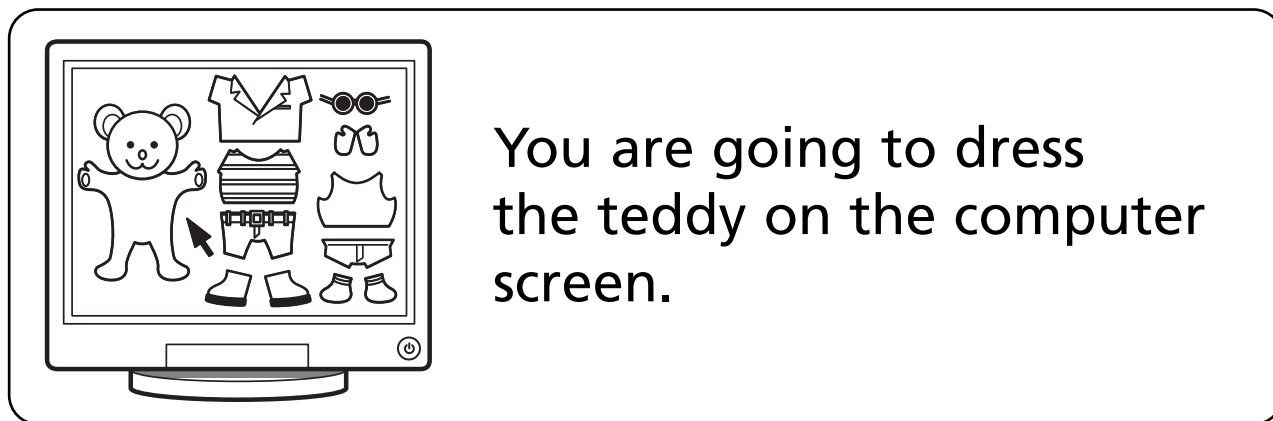 You are going to dress
the teddy on the computer
screen.